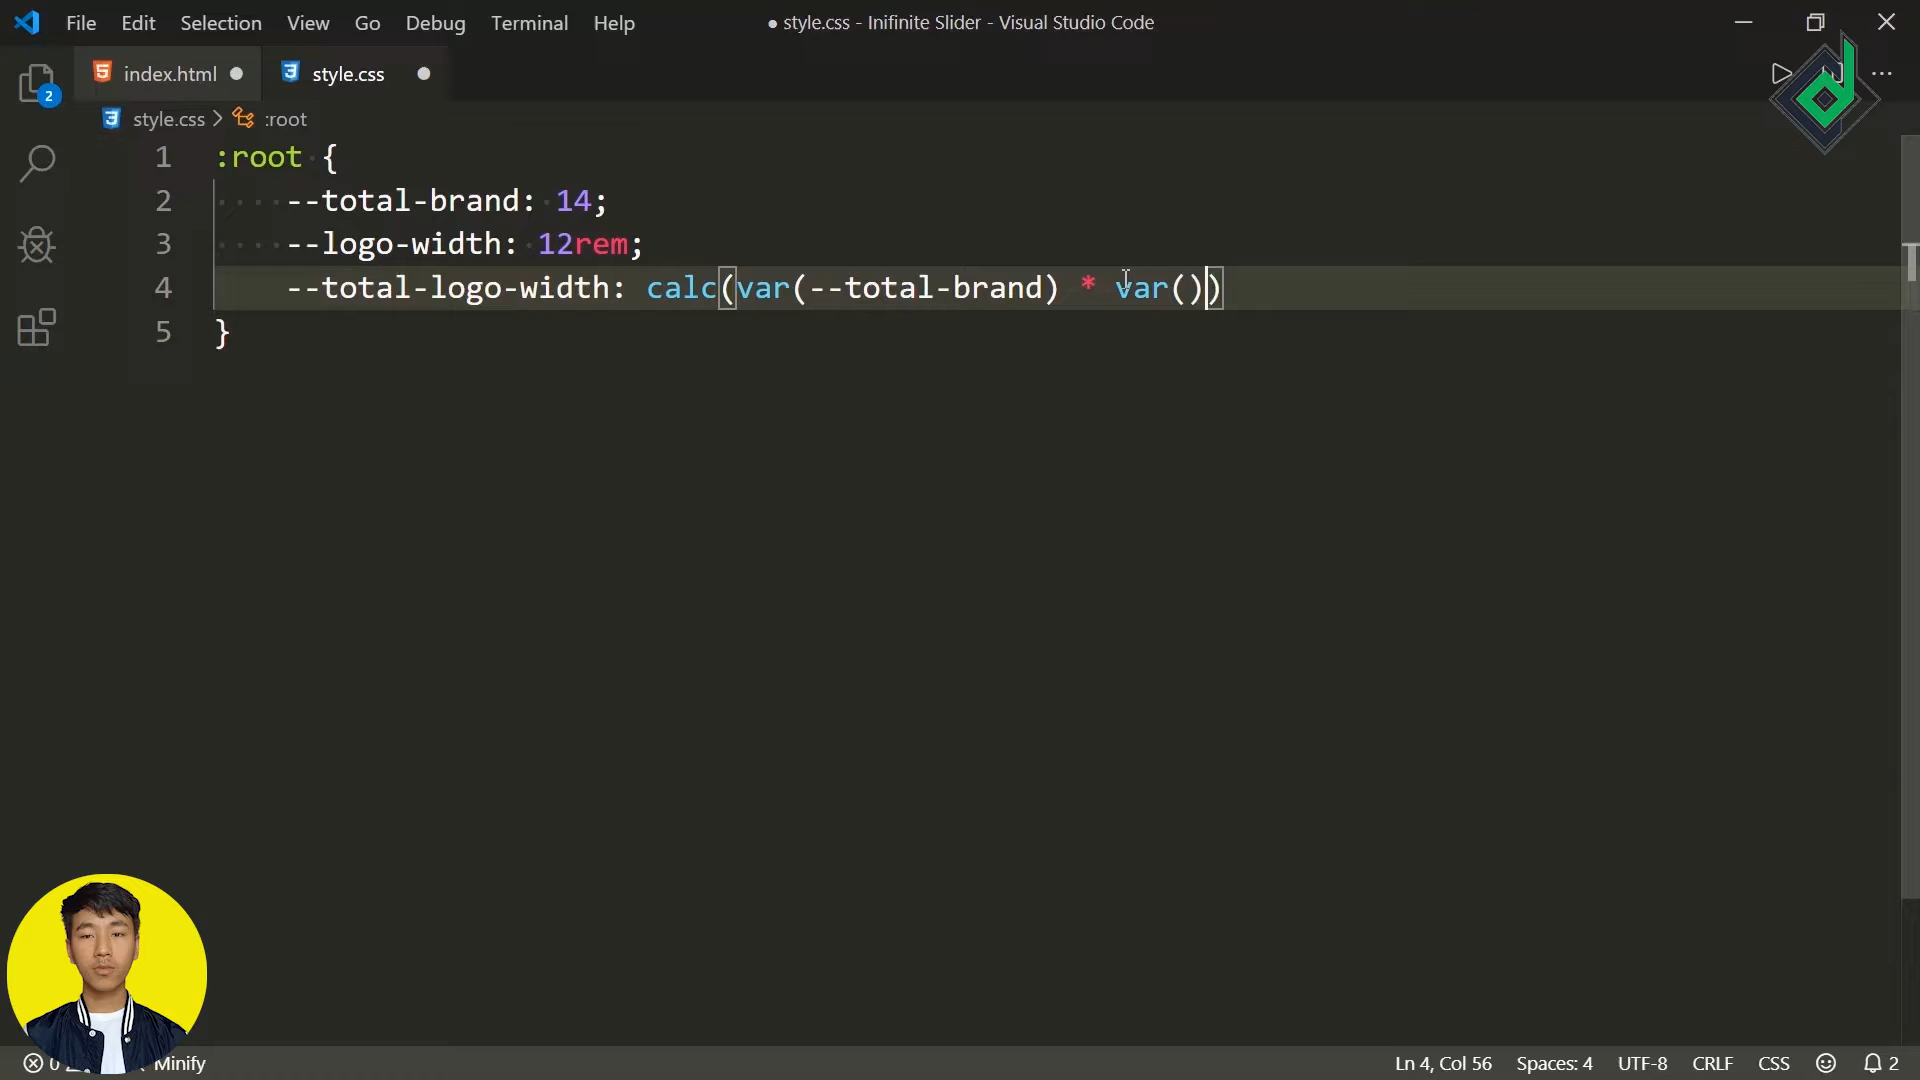 File Edit Selection View Go Debug Terminal Help ● style.css - Inifinite Slider - Visual Studio Code
index.html ● style.css ●
2
style.css > :root
1 :root {
2 --total-brand: 14;
3 --logo-width: 12rem;
4 --total-logo-width: calc(var(--total-brand) * var())
5 }
0 Minify Ln 4, Col 56 Spaces: 4 UTF-8 CRLF CSS 2